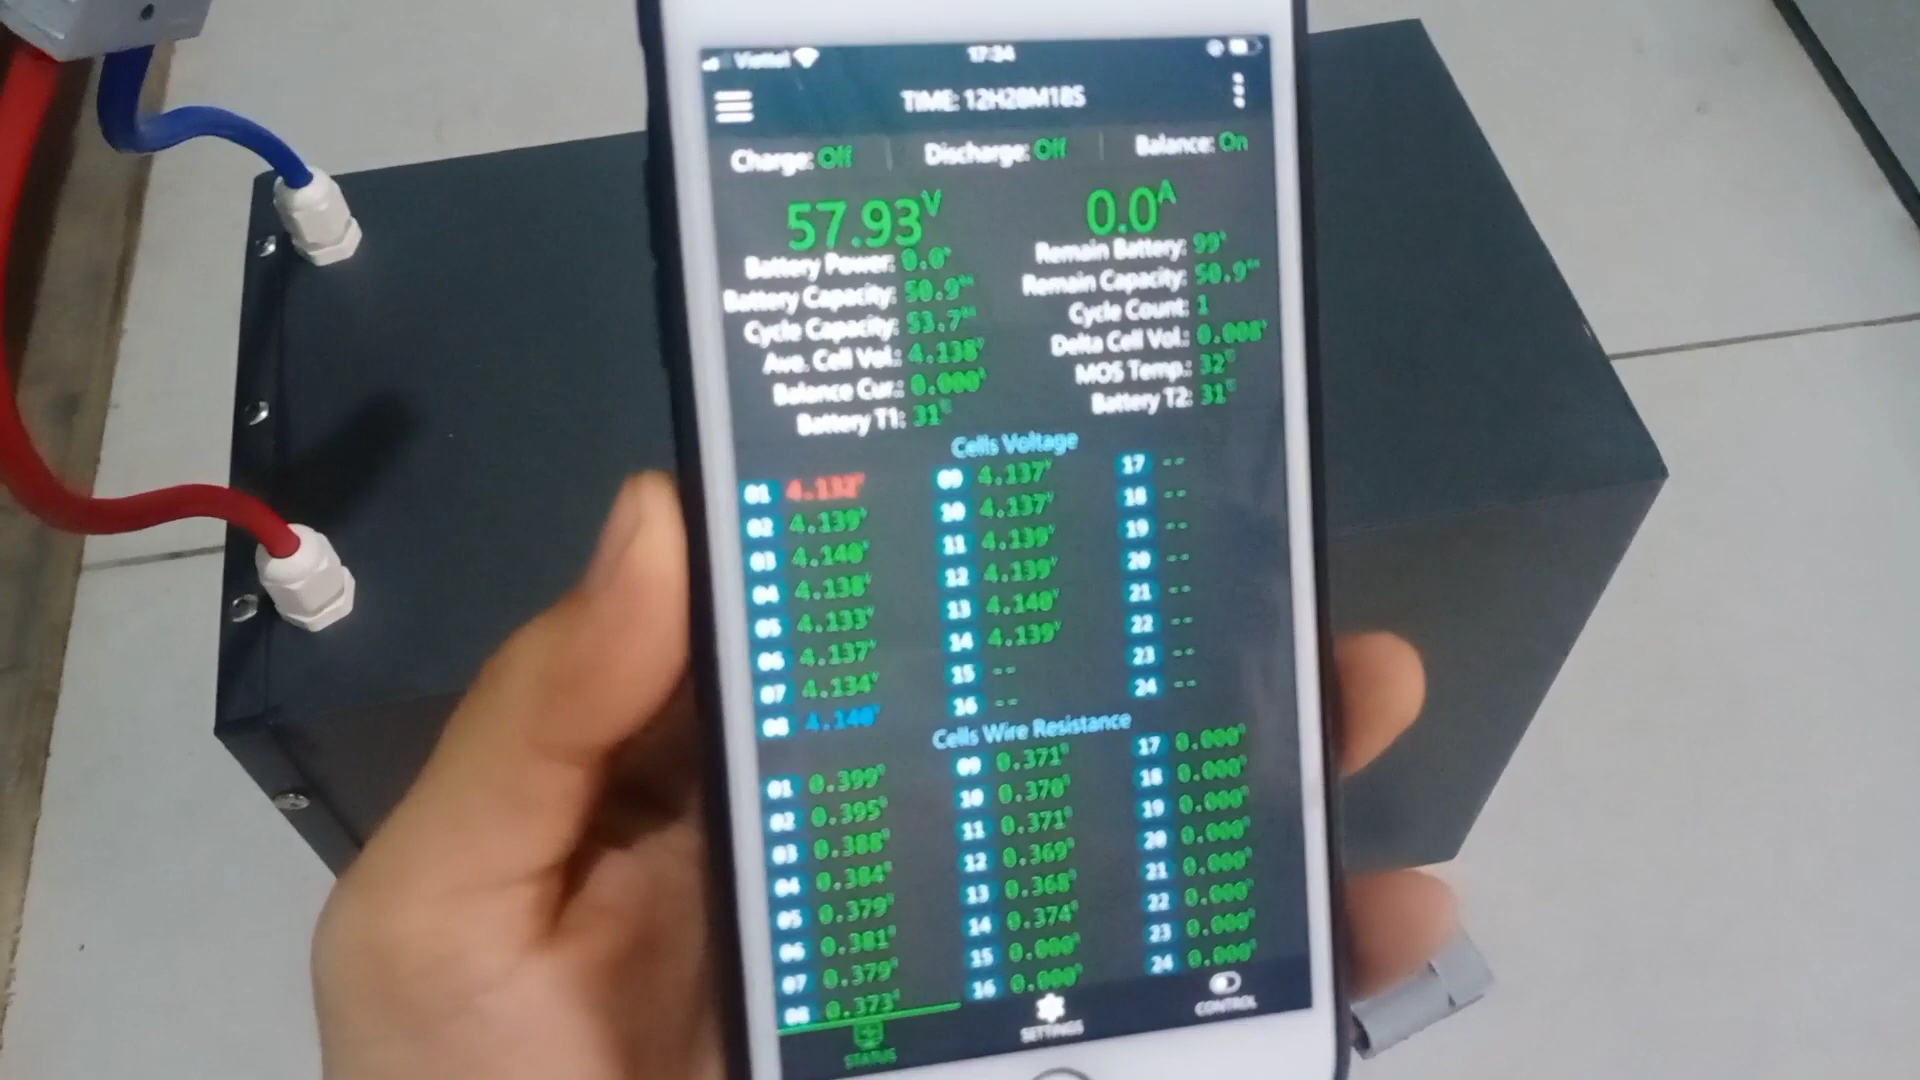 Viettel 17:34
TIME: 12H28M18S
Charge: Off Discharge: Off Balance: On
57.93V 0.0A
Battery Power: 0.0
Remain Battery: 99
Battery Capacity: 50.9
Remain Capacity: 50.9
Cycle Capacity: 53.7
Cycle Count: 1
Ave. Cell Vol.: 4.138
Delta Cell Vol.: 0.008
Balance Cur.: 0.000
MOS Temp.: 32
Battery T1: 31
Battery T2: 31
Cells Voltage
01 4.132 09 4.137 17 --
02 4.139 10 4.137 18 --
03 4.140 11 4.139 19 --
04 4.138 12 4.139 20 --
05 4.133 13 4.140 21 --
06 4.137 14 4.139 22 --
07 4.134 15 -- 23 --
08 4.140 16 -- 24 --
Cells Wire Resistance
01 0.399 09 0.371 17 0.000
02 0.395 10 0.370 18 0.000
03 0.388 11 0.371 19 0.000
04 0.384 12 0.369 20 0.000
05 0.379 13 0.368 21 0.000
06 0.381 14 0.374 22 0.000
07 0.379 15 0.000 23 0.000
08 0.373 16 0.000 24 0.000
STATUS SETTINGS CONTROL